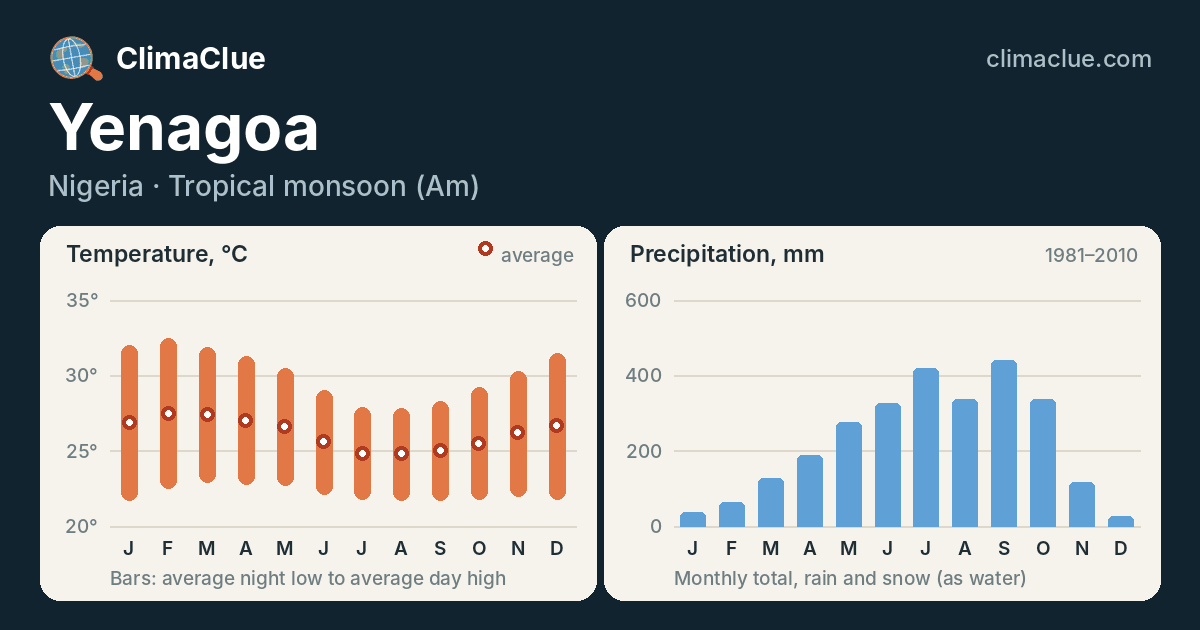 ClimaClue
climaclue.com
Yenagoa
Nigeria · Tropical monsoon (Am)
Temperature, °C
average
35°
30°
25°
20°
J F M A M J J A S O N D
Bars: average night low to average day high
Precipitation, mm
1981–2010
600
400
200
0
J F M A M J J A S O N D
Monthly total, rain and snow (as water)